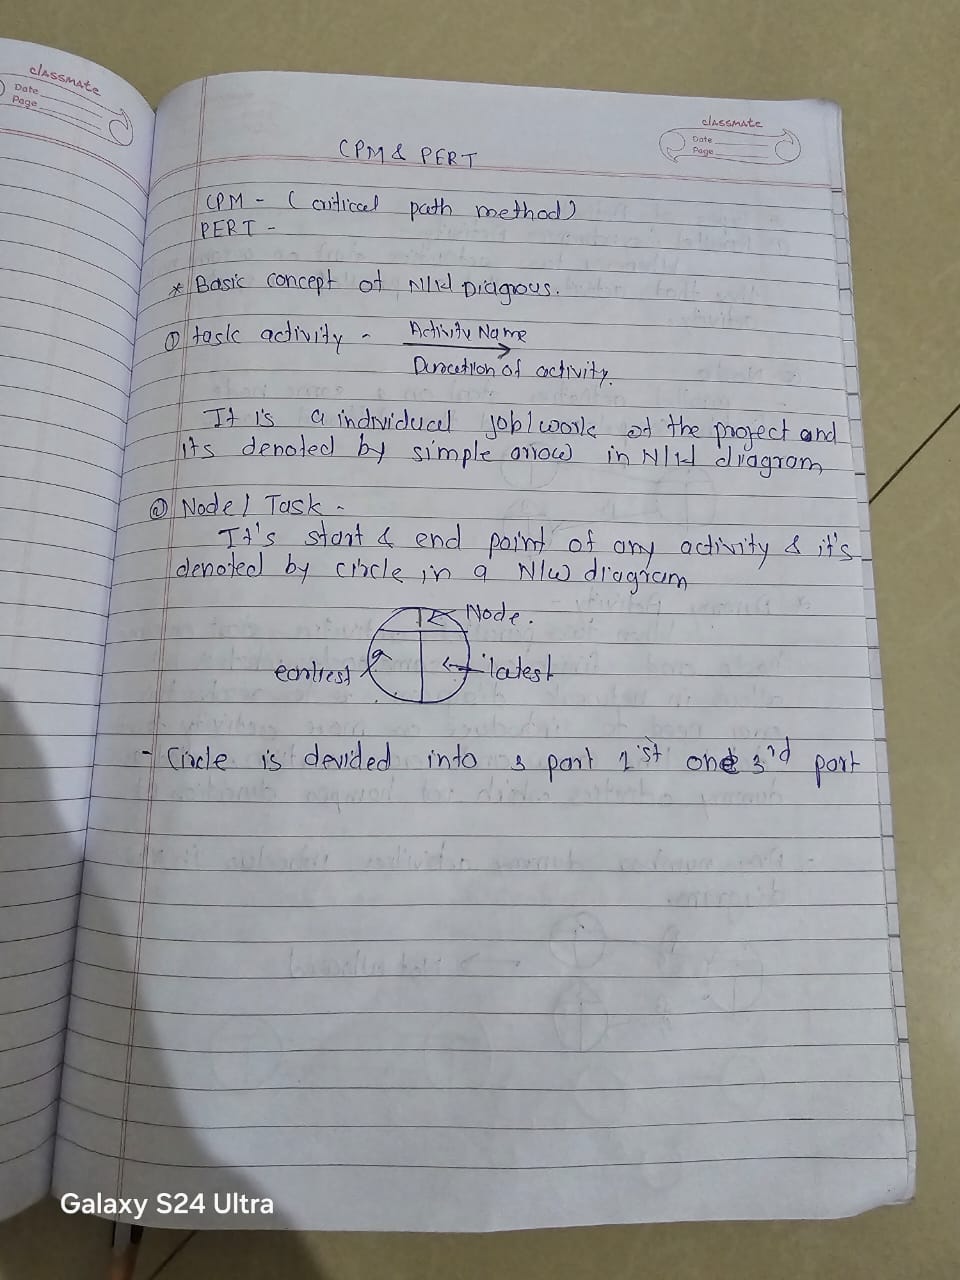 classmate
Date
Page
classmate
Date
Page
CPM & PERT
CPM - (critical path method)
PERT -
* Basic concept of N/W Diagrous.
① task activity - Activity Name
Duration of activity.
It is a individual job/work of the project and
its denoted by simple arrow in N/W diagram
② Node / Task -
It's start & end point of any activity & it's
denoted by circle in a N/W diagram
Node.
earliest
latest
- Circle is devided into 3 part 1st one 3rd part
Galaxy S24 Ultra